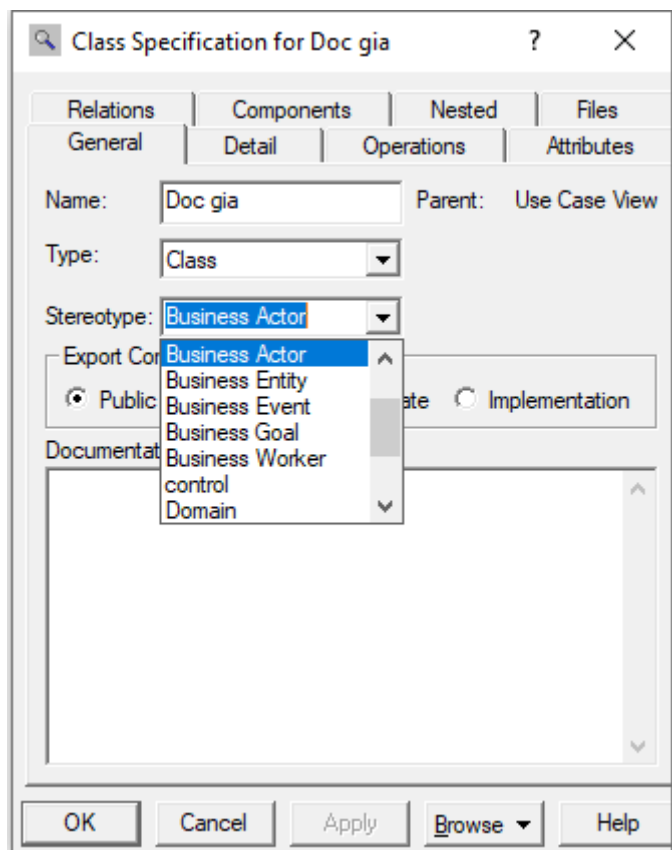 Class Specification for Doc gia ? ×
Relations Components Nested Files
General Detail Operations Attributes
Name: Doc gia Parent: Use Case View
Type: Class
Stereotype: Business Actor
Business Actor
Export Cor
Business Entity
Business Event
Public ate Implementation
Business Goal
Documentat
Business Worker
control
Domain
OK Cancel Apply Browse Help